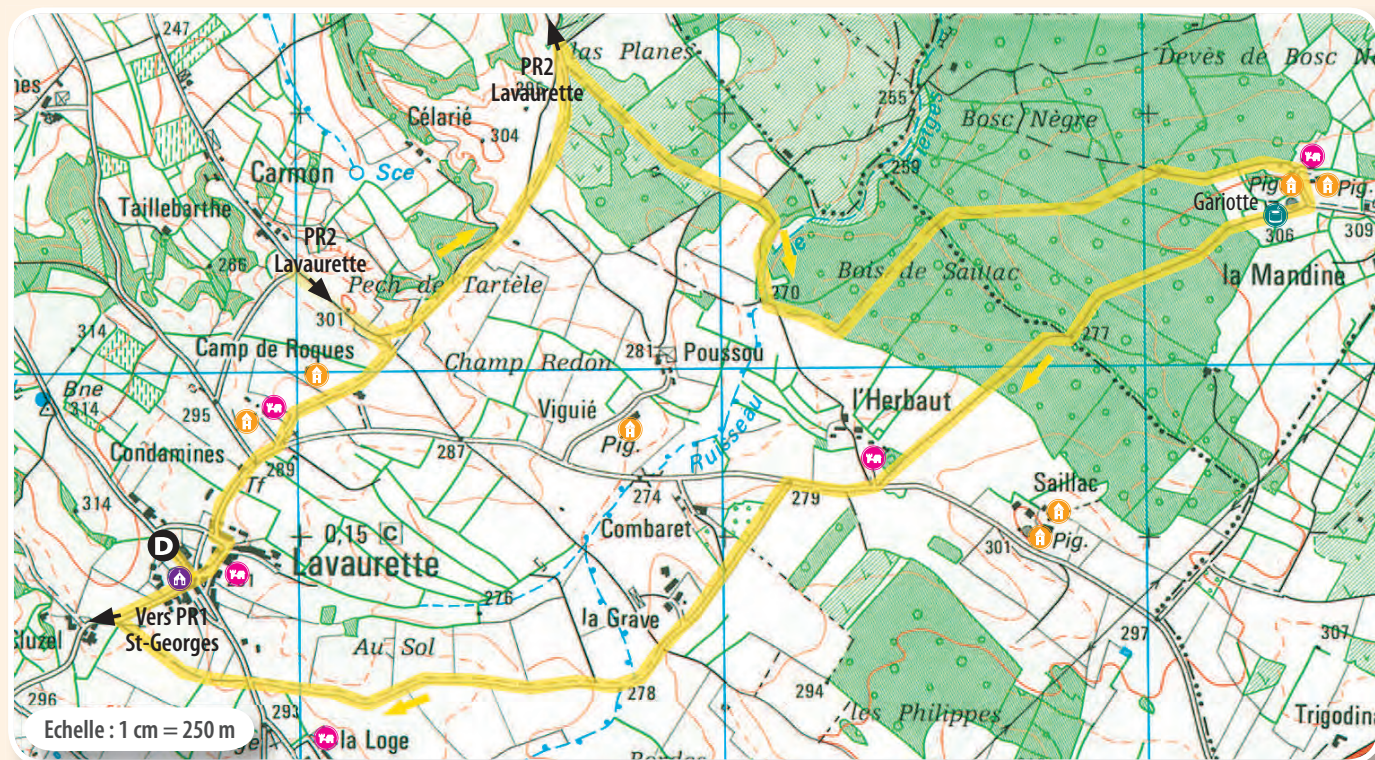 247
las Planes
Devès de Bosc
PR2
Lavaurette
255
Célarié
304
Bosc Nègre
259
Carmon
Sce
Pig.
Pig.
Gariotte
Taillebarthe
306
309
PR2
Lavaurette
266
Bois de Saillac
la Mandine
Pech de Tartèle
270
301
314
277
Camp de Roques
Champ Redon
281
Poussou
Bne
314
295
Viguié
l'Herbaut
Pig.
Ruisseau
Condamines
287
289
Tf
274
279
Saillac
314
Combaret
301
Pig.
0,15 C
D
Lavaurette
276
la Grave
Vers PR1
St-Georges
Au Sol
297
307
278
296
293
294
les Philippes
Echelle : 1 cm = 250 m
la Loge